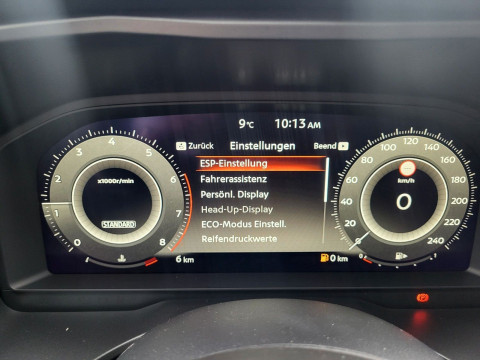 9°C 10:13 AM
Zurück Einstellungen Beend
ESP-Einstellung
Fahrerassistenz
Persönl. Display
Head-Up-Display
ECO-Modus Einstell.
Reifendruckwerte
x1000r/min
STANDARD
0 1 2 3 4 5 6 7 8
km/h
0
0 20 40 60 80 100 120 140 160 180 200 220 240
6 km
0 km